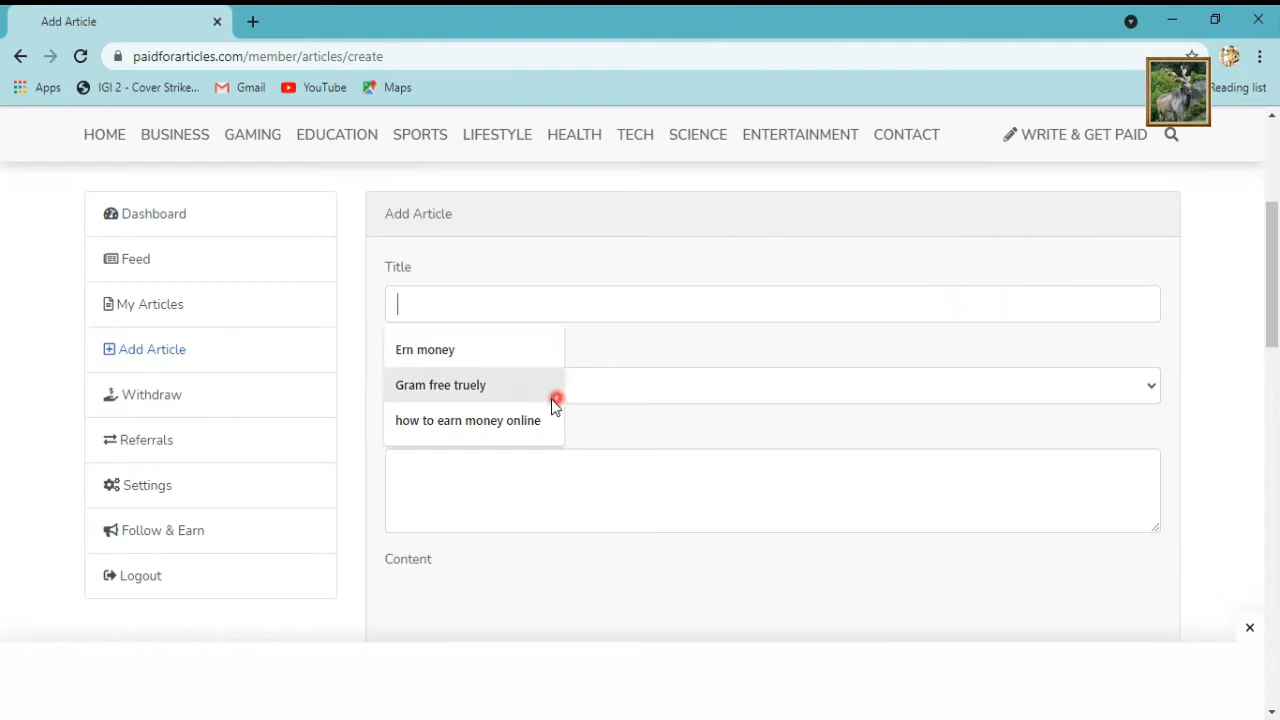 Add Article
paidforarticles.com/member/articles/create
Apps IGI 2 - Cover Strike... Gmail YouTube Maps Reading list
HOME BUSINESS GAMING EDUCATION SPORTS LIFESTYLE HEALTH TECH SCIENCE ENTERTAINMENT CONTACT WRITE & GET PAID
Dashboard
Feed
My Articles
Add Article
Withdraw
Referrals
Settings
Follow & Earn
Logout
Add Article
Title
Ern money
Gram free truely
how to earn money online
Content